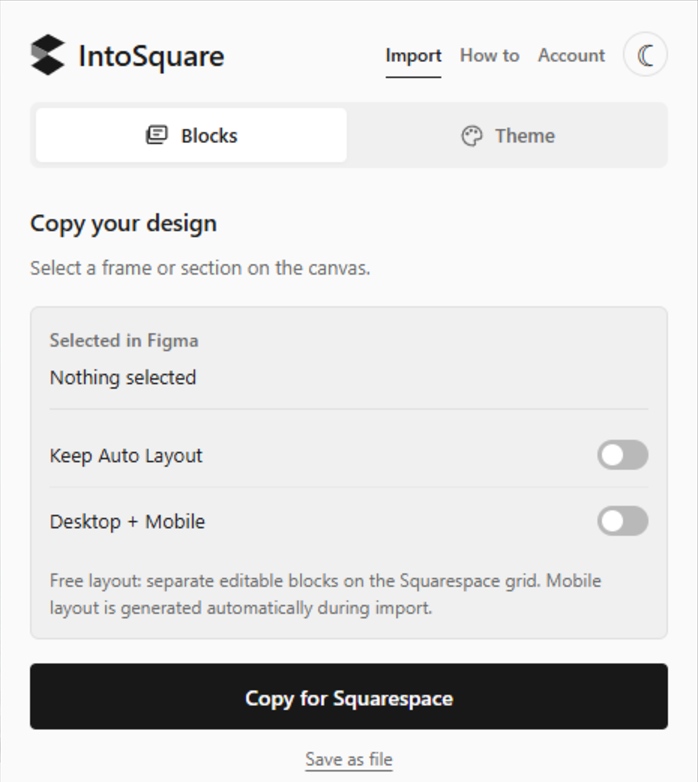 IntoSquare
Import How to Account
Blocks Theme
Copy your design
Select a frame or section on the canvas.
Selected in Figma
Nothing selected
Keep Auto Layout
Desktop + Mobile
Free layout: separate editable blocks on the Squarespace grid. Mobile
layout is generated automatically during import.
Copy for Squarespace
Save as file